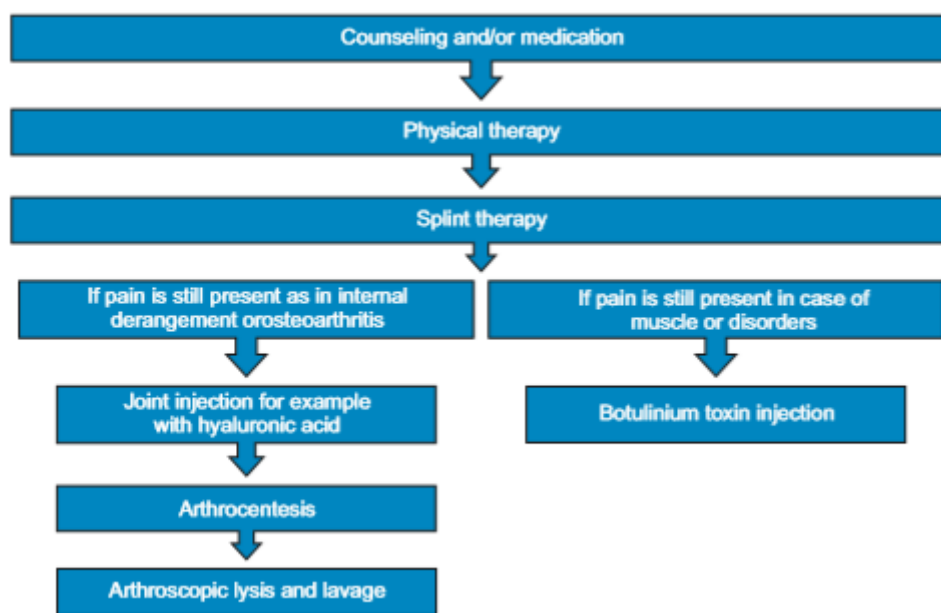 Counseling and/or medication
Physical therapy
Splint therapy
If pain is still present as in internal
derangement orosteoarthritis
If pain is still present in case of
muscle or disorders
Joint injection for example
with hyaluronic acid
Botulinium toxin injection
Arthrocentesis
Arthroscopic lysis and lavage